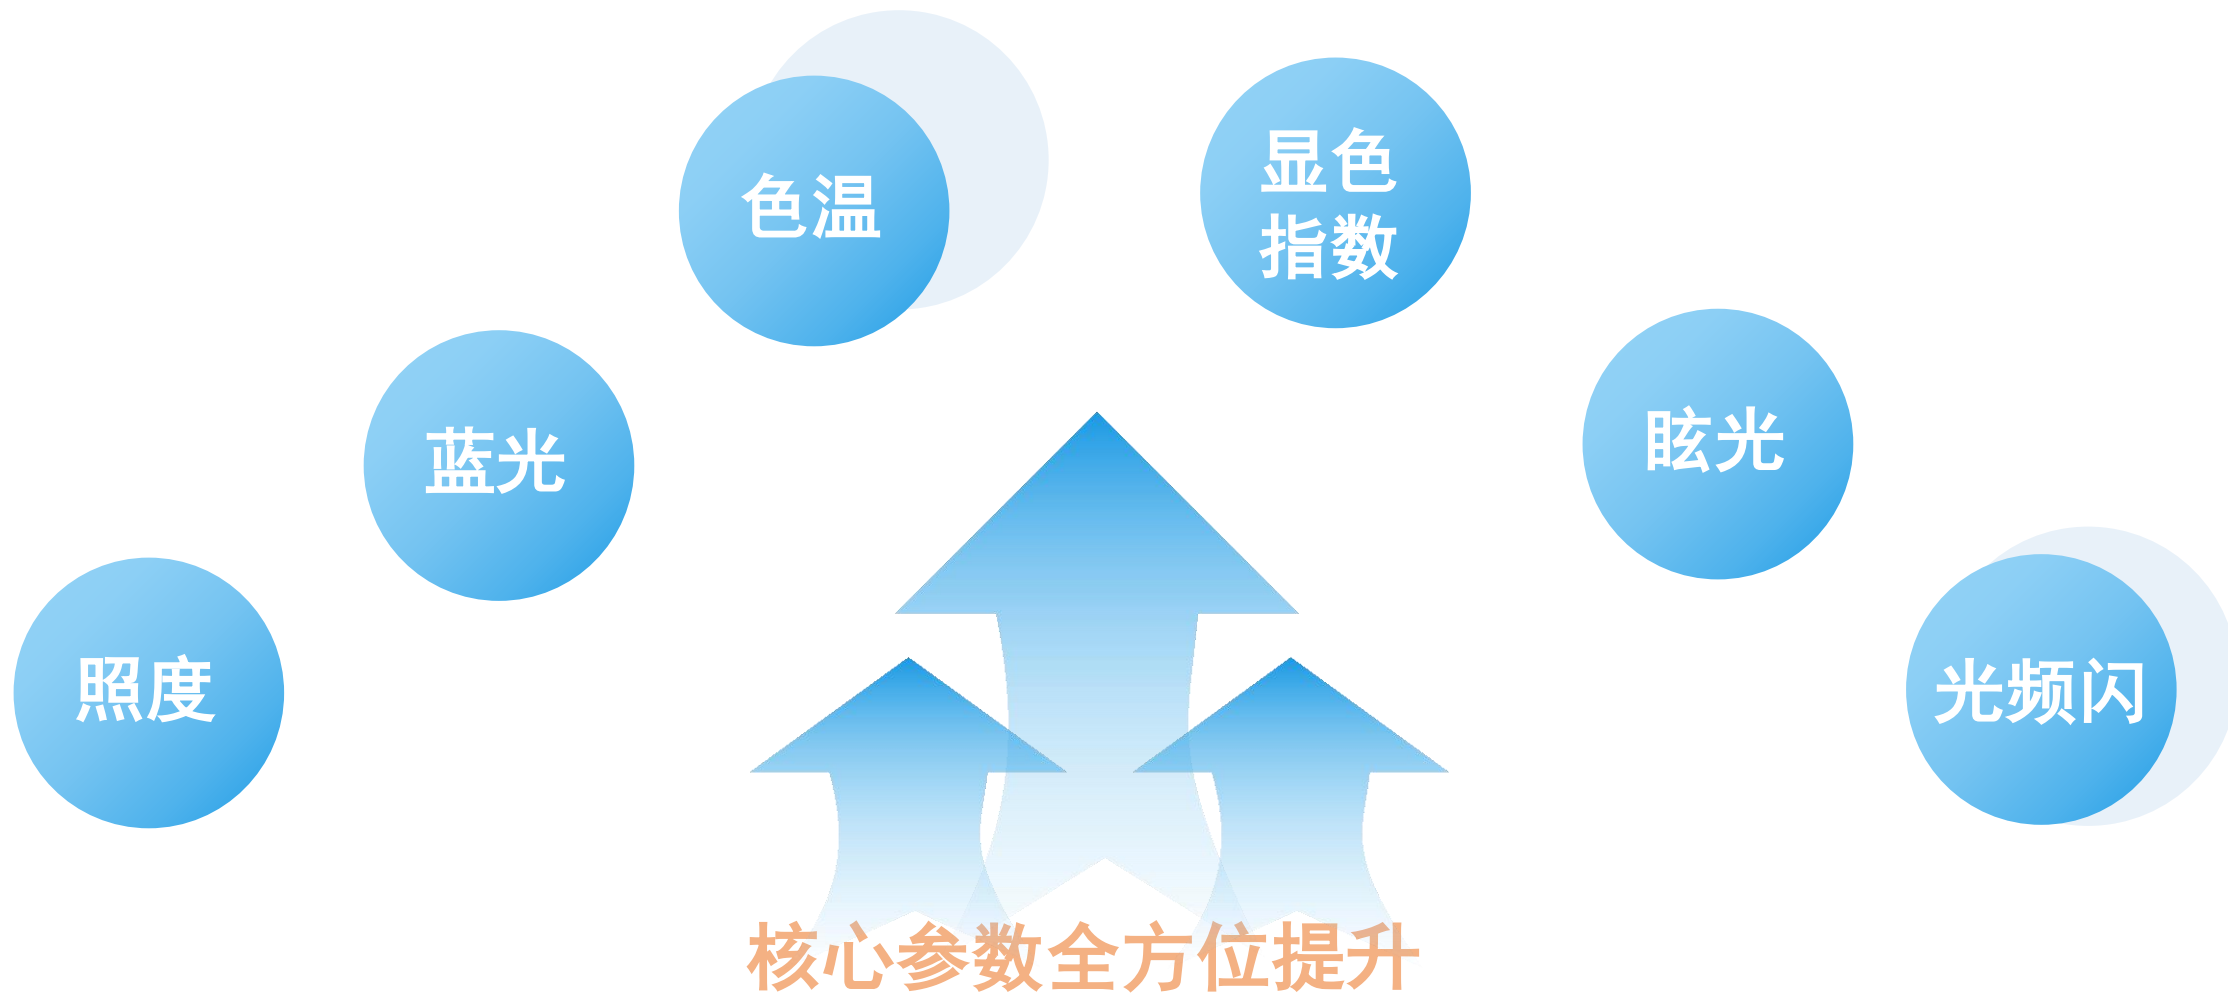 照度
蓝光
色温
显色
指数
眩光
光频闪
核心参数全方位提升